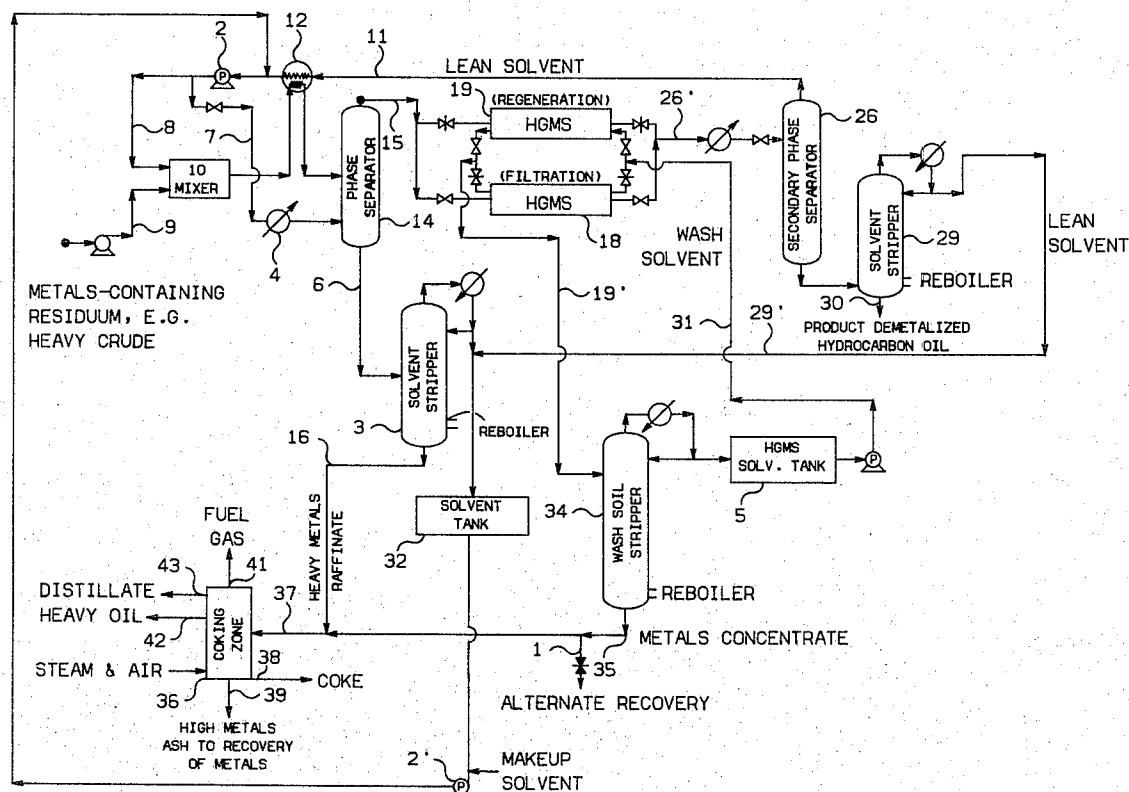 2
12
11
LEAN SOLVENT
19
(REGENERATION)
HGMS
26'
26
8
7
15
10
MIXER
PHASE
SEPARATOR
14
(FILTRATION)
HGMS
18
SECONDARY PHASE
SEPARATOR
SOLVENT
STRIPPER
29
LEAN
SOLVENT
9
4
WASH
SOLVENT
REBOILER
30
PRODUCT DEMETALIZED
HYDROCARBON OIL
METALS-CONTAINING
RESIDUUM, E.G.
HEAVY CRUDE
6
19'
31
29'
SOLVENT
STRIPPER
3
REBOILER
16
HEAVY METALS
RAFFINATE
SOLVENT
TANK
32
34
WASH SOIL
STRIPPER
HGMS
SOLV. TANK
5
P
P
REBOILER
FUEL
GAS
43
41
DISTILLATE
HEAVY OIL
42
COKING
ZONE
37
STEAM & AIR
36
38
COKE
39
HIGH METALS
ASH TO RECOVERY
OF METALS
METALS CONCENTRATE
1
35
ALTERNATE RECOVERY
2'
P
MAKEUP
SOLVENT